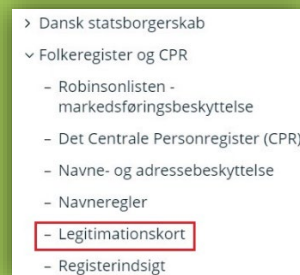 > Dansk statsborgerskab
Folkeregister og CPR
– Robinsonlisten -
markedsføringsbeskyttelse
– Det Centrale Personregister (CPR)
– Navne- og adressebeskyttelse
– Navneregler
– Legitimationskort
– Registerindsigt